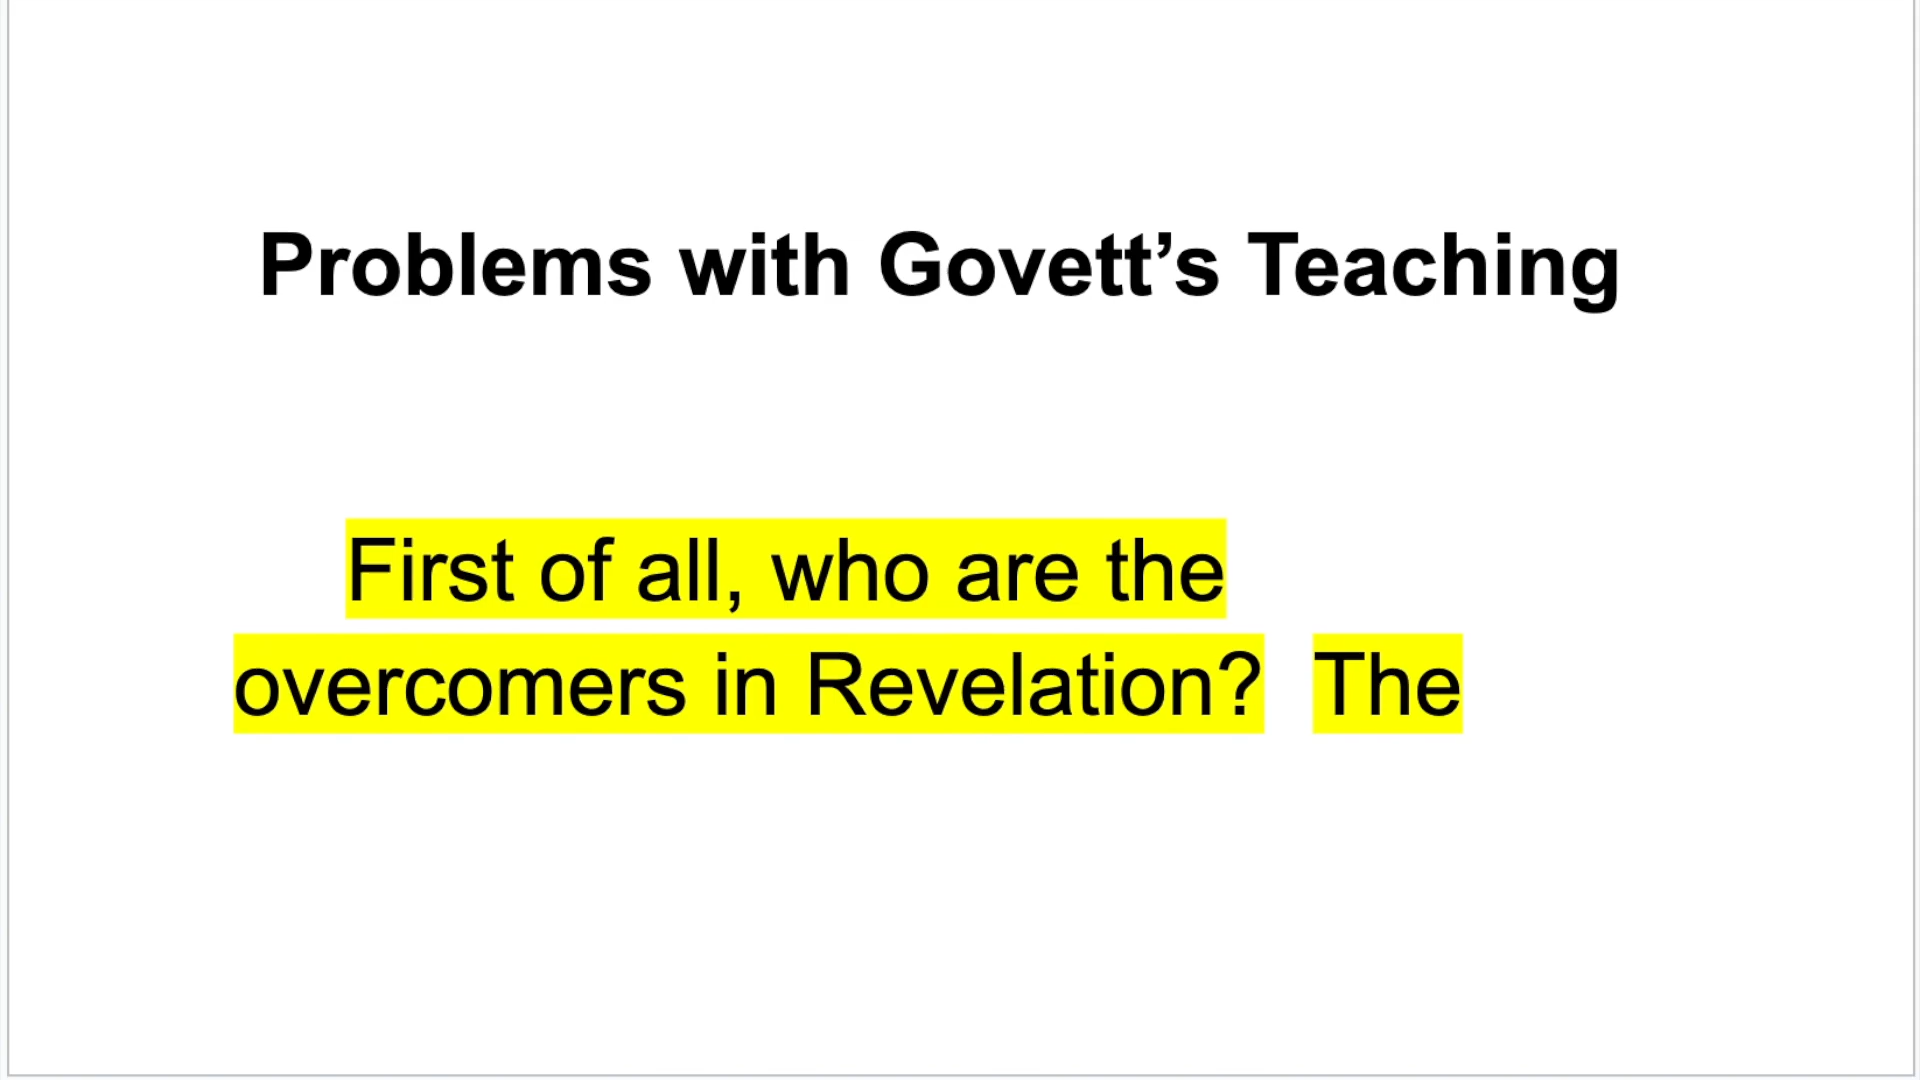 Problems with Govett’s Teaching
First of all, who are the
overcomers in Revelation? The